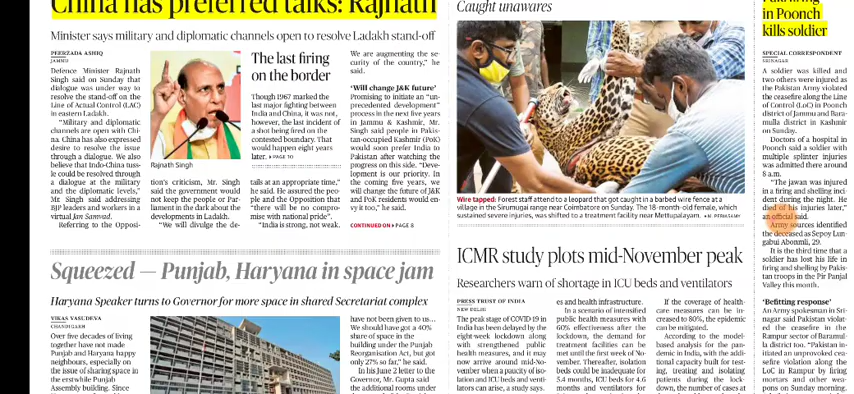 China has preferred talks: Rajnath
Minister says military and diplomatic channels open to resolve Ladakh stand-off
PEERZADA ASHIQ
JAMMU
Defence Minister Rajnath
Singh said on Sunday that
dialogue was under way to
resolve the stand-off on the
Line of Actual Control (LAC)
in eastern Ladakh.
“Military and diplomatic
channels are open with Chi-
na. China has also expressed
desire to resolve the issue
through a dialogue. We also
believe that Indo-China tuss-
le could be resolved through
a dialogue at the military
and the diplomatic levels,”
Mr. Singh said addressing
BJP leaders and workers in a
virtual Jan Samvad.
Referring to the Opposi-
Rajnath Singh
tion’s criticism, Mr. Singh
said the government would
not keep the people or Par-
liament in the dark about the
developments in Ladakh.
“We will divulge the de-
The last firing
on the border
Though 1967 marked the
last major fighting between
India and China, it was not,
however, the last incident of
a shot being fired on the
contested boundary. That
would happen eight years
later. ▸ PAGE 10
tails at an appropriate time,”
he said. He assured the peo-
ple and the Opposition that
“there will be no compro-
mise with national pride”.
“India is strong, not weak.
We are augmenting the se-
curity of the country,” he
said.
‘Will change J&K future’
Promising to initiate an “un-
precedented development”
process in the next five years
in Jammu & Kashmir, Mr.
Singh said people in Pakis-
tan-occupied Kashmir (PoK)
would soon prefer India to
Pakistan after watching the
progress on this side. “Deve-
lopment is our priority. In
the coming five years, we
will change the future of J&K
and PoK residents would en-
vy it too,” he said.
CONTINUED ON ▸ PAGE 8
Caught unawares
Wire tapped: Forest staff attend to a leopard that got caught in a barbed wire fence at a
village in the Sirumugai range near Coimbatore on Sunday. The 18-month-old female, which
sustained severe injuries, was shifted to a treatment facility near Mettupalayam.
in Poonch
kills soldier
SPECIAL CORRESPONDENT
SRINAGAR
A soldier was killed and
two others were injured as
the Pakistan Army violated
the ceasefire along the Line
of Control (LoC) in Poonch
district of Jammu and Bara-
mulla district in Kashmir
on Sunday.
Doctors of a hospital in
Poonch said a soldier with
multiple splinter injuries
was admitted there around
8 a.m.
“The jawan was injured
in a firing and shelling inci-
dent during the night. He
died of his injuries later,”
an official said.
Army sources identified
the deceased as Sepoy Lun-
gabui Abonmli, 29.
It is the third time that a
soldier has lost his life in
firing and shelling by Pakis-
tan troops in the Pir Panjal
Valley this month.
‘Befitting response’
An Army spokesman in Sri-
nagar said Pakistan violat-
ed the ceasefire in the
Rampur sector of Baramul-
la district too. “Pakistan in-
itiated an unprovoked cea-
sefire violation along the
LoC in Rampur by firing
mortars and other wea-
pons on Sunday morning.
Squeezed — Punjab, Haryana in space jam
Haryana Speaker turns to Governor for more space in shared Secretariat complex
VIKAS VASUDEVA
CHANDIGARH
Over five decades of living
together have not made
Punjab and Haryana happy
neighbours, especially on
the issue of sharing space in
the erstwhile Punjab
Assembly building. Since
have not been given to us...
We should have got a 40%
share of space in the
building under the Punjab
Reorganisation Act, but got
only 27% so far,” he said.
In his June 2 letter to the
Governor, Mr. Gupta said
the additional rooms under
ICMR study plots mid-November peak
Researchers warn of shortage in ICU beds and ventilators
PRESS TRUST OF INDIA
NEW DELHI
The peak stage of COVID-19 in
India has been delayed by the
eight-week lockdown along
with strengthened public
health measures, and it may
now arrive around mid-No-
vember when a paucity of iso-
lation and ICU beds and venti-
lators can arise, a study says.
es and health infrastructure.
In a scenario of intensified
public health measures with
60% effectiveness after the
lockdown, the demand for
treatment facilities can be
met until the first week of No-
vember. Thereafter, isolation
beds could be inadequate for
5.4 months, ICU beds for 4.6
months and ventilators for
If the coverage of health-
care measures can be in-
creased to 80%, the epidemic
can be mitigated.
According to the model-
based analysis for the pan-
demic in India, with the addi-
tional capacity built for test-
ing, treating and isolating
patients during the lock-
down, the number of cases at